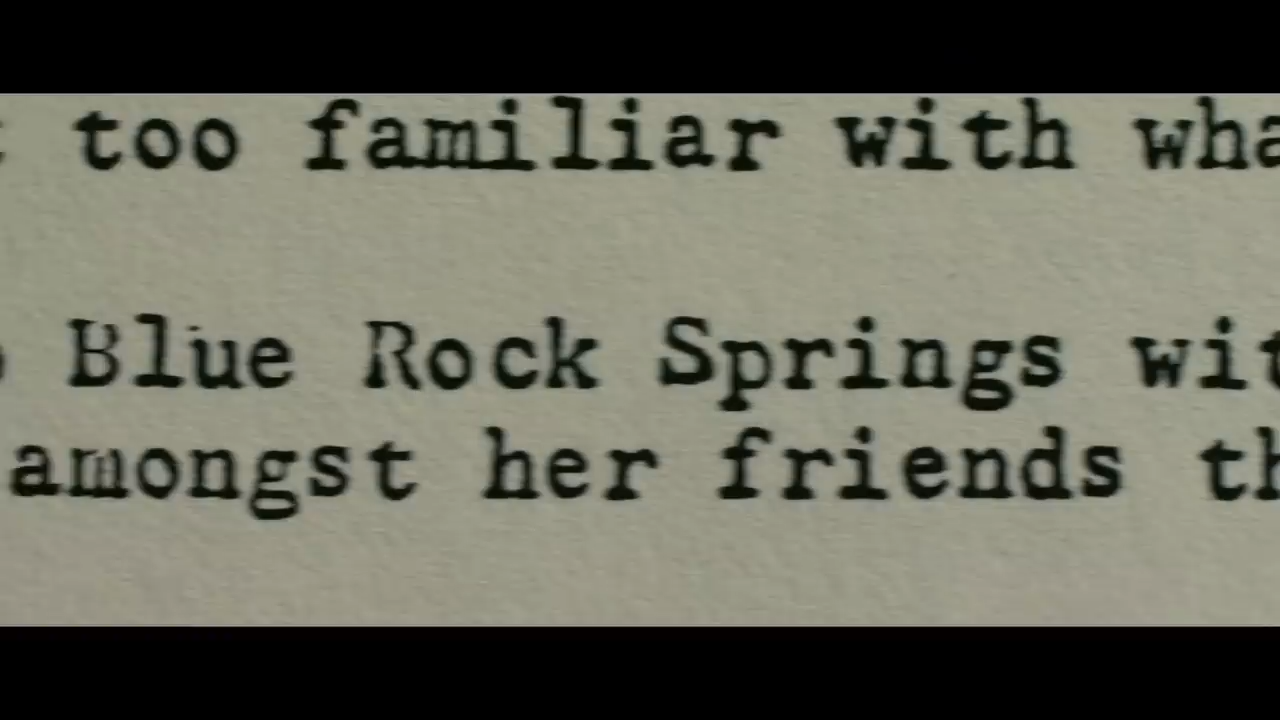 too familiar with
Blue Rock Springs
amongst her friends